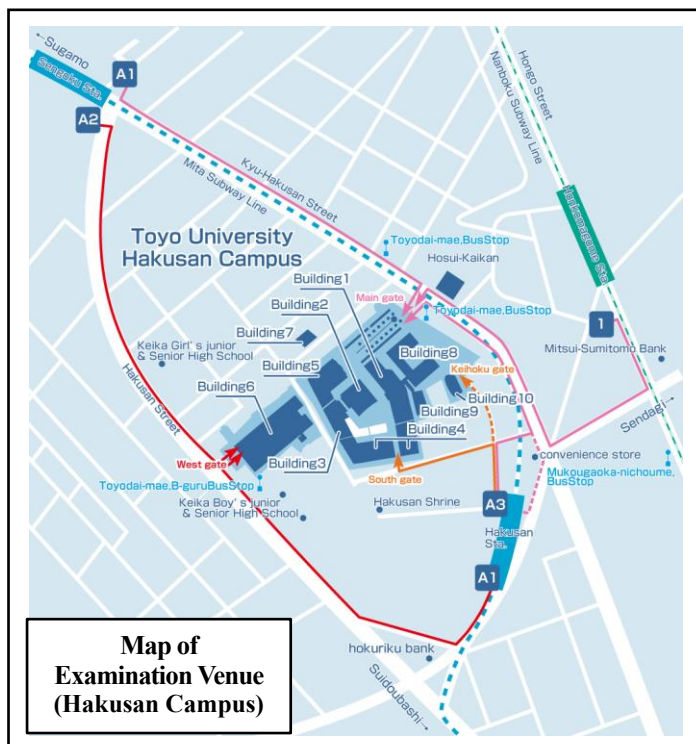 ←Sugamo
Sengoku Sta.
A1
A2
Hongo Street
Nanboku Subway Line
Kyu-Hakusan Street
Mita Subway Line
Honkomagome Sta.
Toyo University
Hakusan Campus
Toyodai-mae,BusStop
Hosui-Kaikan
Building1
Main gate
Toyodai-mae,BusStop
Building2
1
Building7
Keika Girl's junior
& Senior High School
Mitsui-Sumitomo Bank
Building5
Building8
Keihoku gate
Building6
Building10
Building9
Sendagi→
Hakusan Street
Building4
Building3
convenience store
West gate
South gate
Mukougaoka-nichoume,
BusStop
Toyodai-mae,B-guruBusStop
Keika Boy's junior
& Senior High School
Hakusan Shrine
A3
Hakusan
Sta.
A1
hokuriku bank
Suidoubashi→
Map of
Examination Venue
(Hakusan Campus)